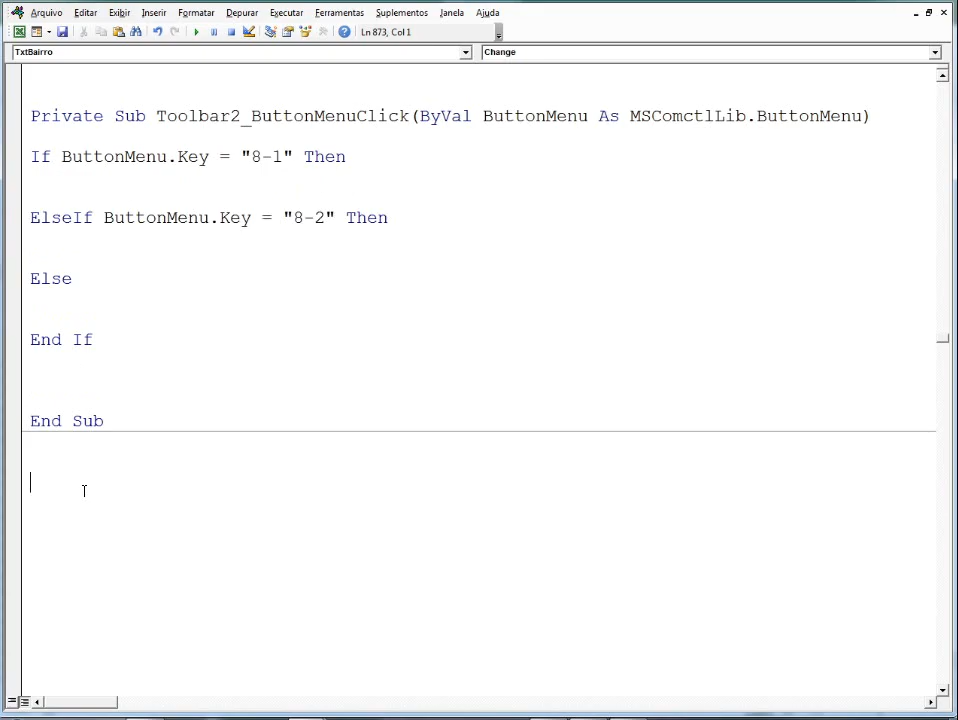 Arquivo Editar Exibir Inserir Formatar Depurar Executar Ferramentas Suplementos Janela Ajuda
Ln 873, Col 1
TxtBairro Change
Private Sub Toolbar2_ButtonMenuClick(ByVal ButtonMenu As MSComctlLib.ButtonMenu)
If ButtonMenu.Key = "8-1" Then
ElseIf ButtonMenu.Key = "8-2" Then
Else
End If
End Sub